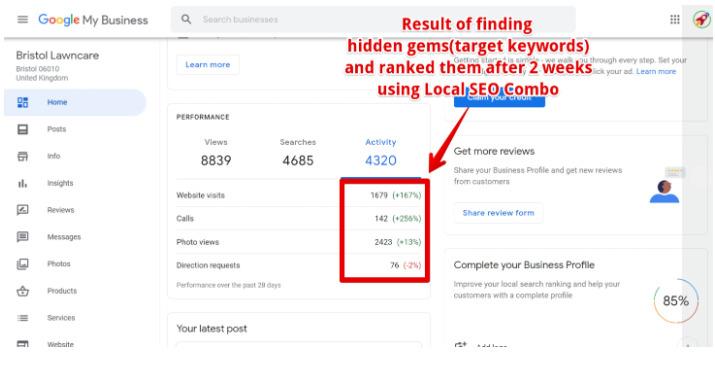 Google My Business
Search businesses
Result of finding
hidden gems(target keywords)
and ranked them after 2 weeks
using Local SEO Combo
Bristol Lawncare
Bristol 06010
United Kingdom
Home
Posts
Info
Insights
Reviews
Messages
Photos
Products
Services
Website
Learn more
PERFORMANCE
Views
Searches
Activity
8839
4685
4320
Website visits 1679 (+167%)
Calls 142 (+256%)
Photo views 2423 (+13%)
Direction requests 76 (-2%)
Performance over the past 28 days
Your latest post
Getting start
is simple - we walk you through every step. Set your
click your ad. Learn more
Claim your credit
Get more reviews
Share your Business Profile and get new reviews
from customers
Share review form
Complete your Business Profile
Improve your local search ranking and help your
customers with a complete profile
85%